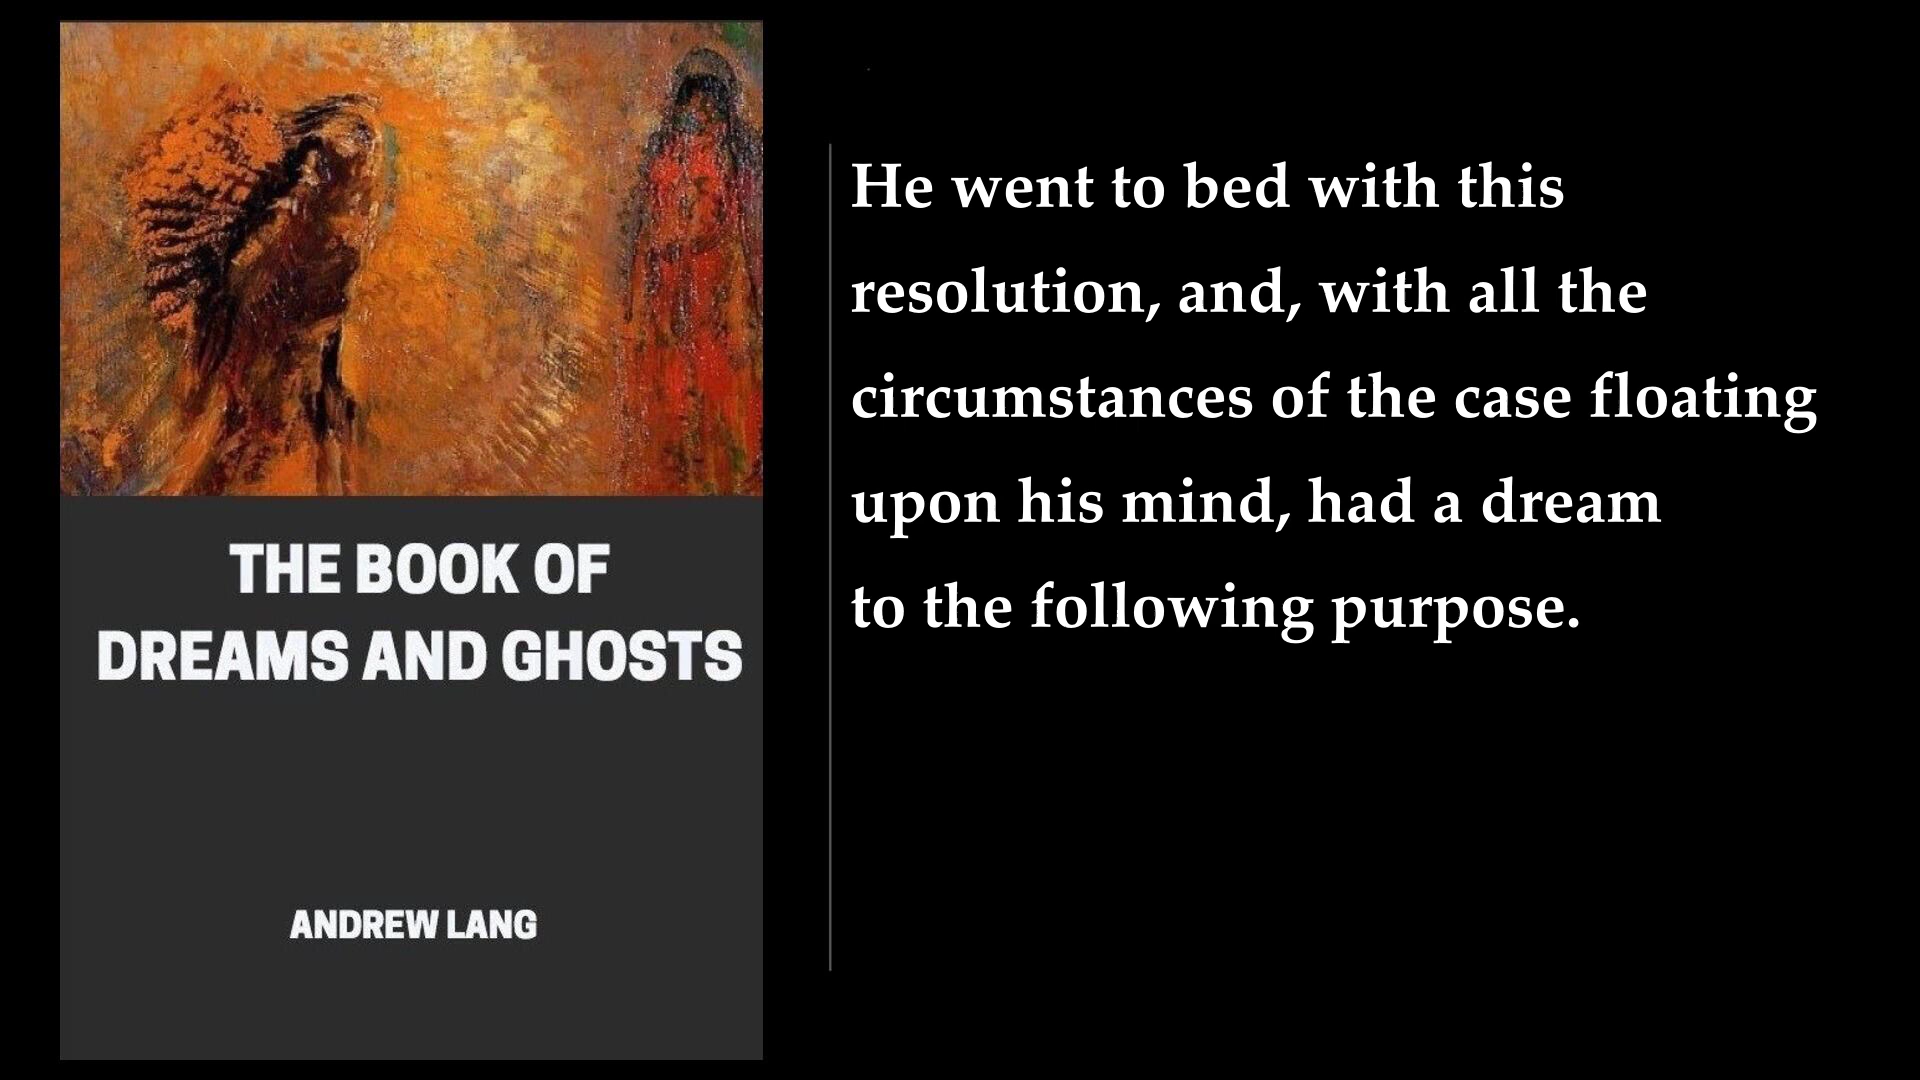 THE BOOK OF
DREAMS AND GHOSTS
ANDREW LANG
He went to bed with this
resolution, and, with all the
circumstances of the case floating
upon his mind, had a dream
to the following purpose.